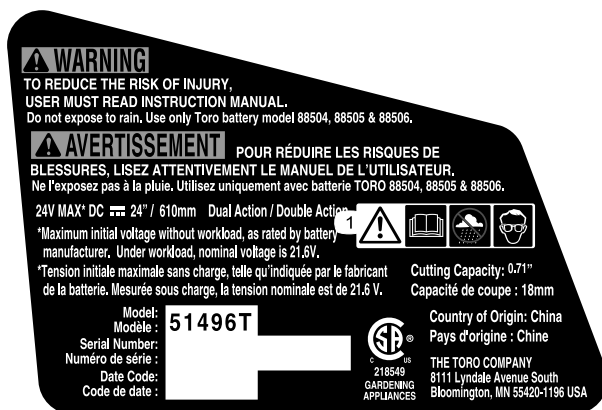 WARNING
TO REDUCE THE RISK OF INJURY,
USER MUST READ INSTRUCTION MANUAL.
Do not expose to rain. Use only Toro battery model 88504, 88505 & 88506.
AVERTISSEMENT POUR RÉDUIRE LES RISQUES DE
BLESSURES, LISEZ ATTENTIVEMENT LE MANUEL DE L'UTILISATEUR.
Ne l'exposez pas à la pluie. Utilisez uniquement avec batterie TORO 88504, 88505 & 88506.
24V MAX* DC 24" / 610mm Dual Action / Double Action
1
*Maximum initial voltage without workload, as rated by battery
manufacturer. Under workload, nominal voltage is 21.6V.
*Tension initiale maximale sans charge, telle qu'indiquée par le fabricant
de la batterie. Mesurée sous charge, la tension nominale est de 21.6 V.
Cutting Capacity: 0.71"
Capacité de coupe : 18mm
Model:
Modèle :
51496T
Serial Number:
Numéro de série :
Date Code:
Code de date :
SA ®
C US
218549
GARDENING
APPLIANCES
Country of Origin: China
Pays d'origine : Chine
THE TORO COMPANY
8111 Lyndale Avenue South
Bloomington, MN 55420-1196 USA